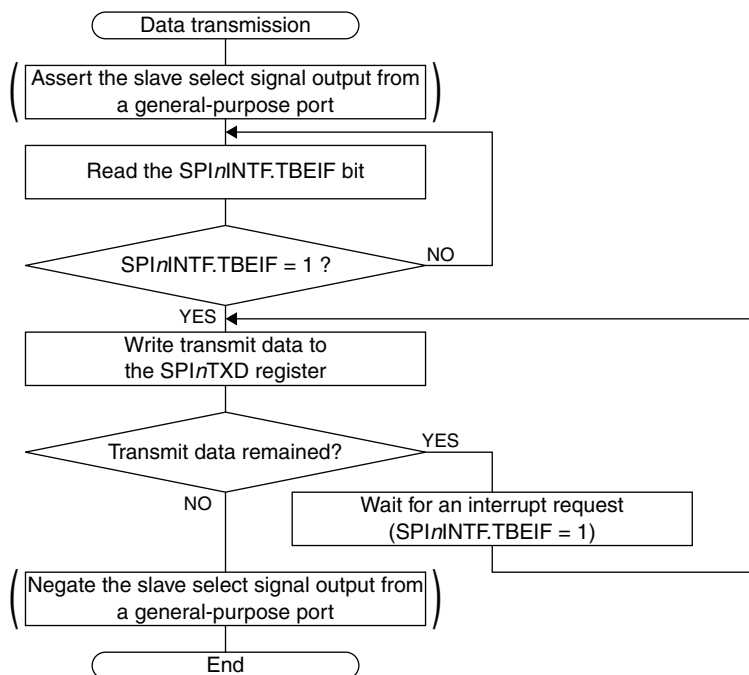 Data transmission
Assert the slave select signal output from
a general-purpose port
Read the SPInINTF.TBEIF bit
SPInINTF.TBEIF = 1 ?
NO
YES
Write transmit data to
the SPInTXD register
Transmit data remained?
YES
NO
Wait for an interrupt request
(SPInINTF.TBEIF = 1)
Negate the slave select signal output from
a general-purpose port
End